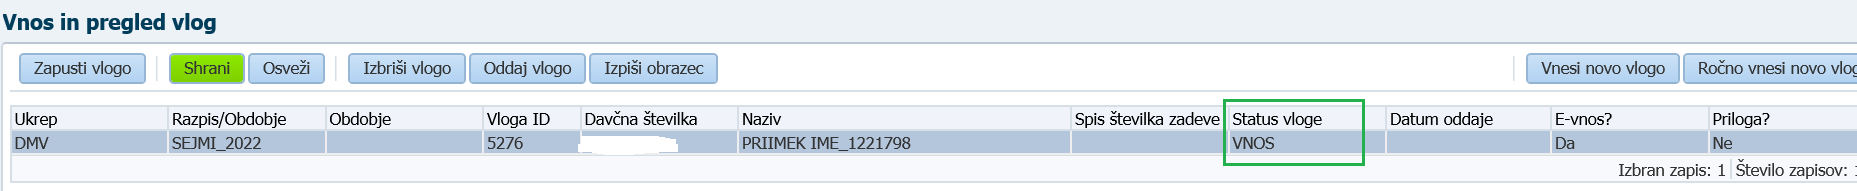 Vnos in pregled vlog
Zapusti vlogo Shrani Osveži Izbriši vlogo Oddaj vlogo Izpiši obrazec Vnesi novo vlogo Ročno vnesi novo
Ukrep Razpis/Obdobje Obdobje Vloga ID Davčna številka Naziv Spis številka zadeve Status vloge Datum oddaje E-vnos? Priloga?
DMV SEJMI_2022 5276 PRIIMEK IME_1221798 VNOS Da Ne
Izbran zapis: 1 Število zapisov: